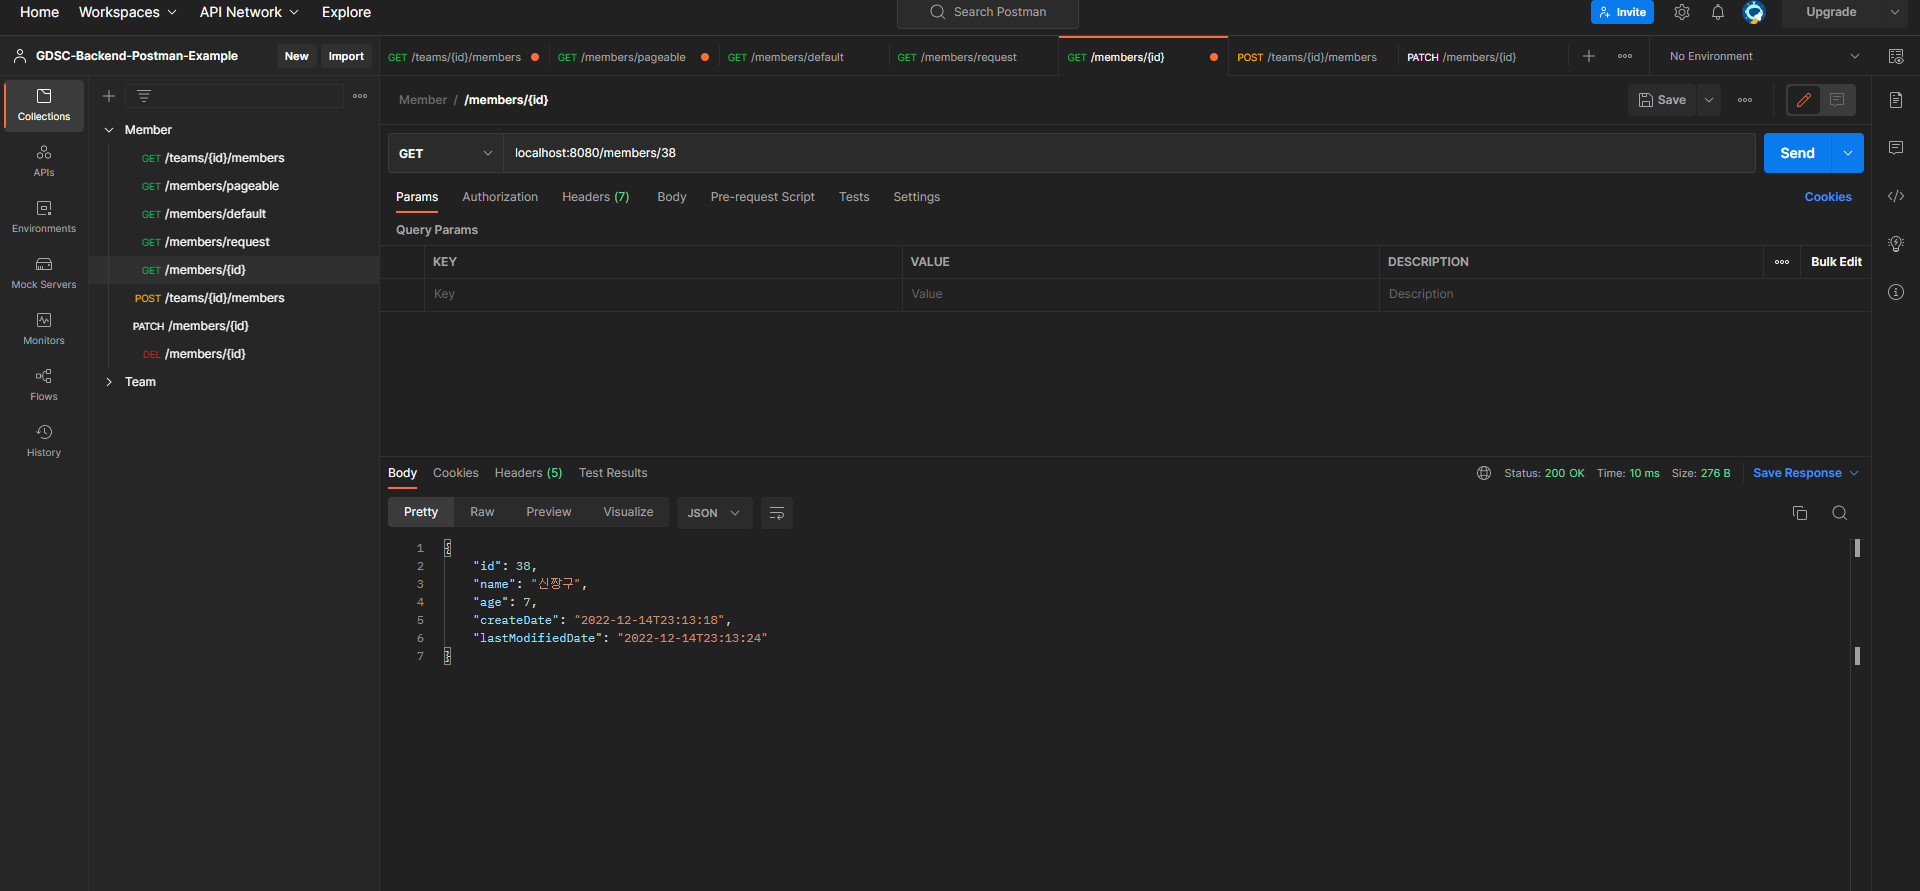 Home Workspaces API Network Explore Search Postman Invite Upgrade
GDSC-Backend-Postman-Example New Import
GET /teams/{id}/members GET /members/pageable GET /members/default GET /members/request GET /members/{id} POST /teams/{id}/members PATCH /members/{id} No Environment
Collections
APIs
Environments
Mock Servers
Monitors
Flows
History
Member
GET /teams/{id}/members
GET /members/pageable
GET /members/default
GET /members/request
GET /members/{id}
POST /teams/{id}/members
PATCH /members/{id}
DEL /members/{id}
Team
Member / /members/{id} Save
GET localhost:8080/members/38 Send
Params Authorization Headers (7) Body Pre-request Script Tests Settings Cookies
Query Params
KEY VALUE DESCRIPTION Bulk Edit
Key Value Description
Body Cookies Headers (5) Test Results Status: 200 OK Time: 10 ms Size: 276 B Save Response
Pretty Raw Preview Visualize JSON
1 {
2 "id": 38,
3 "name": "신짱구",
4 "age": 7,
5 "createDate": "2022-12-14T23:13:18",
6 "lastModifiedDate": "2022-12-14T23:13:24"
7 }